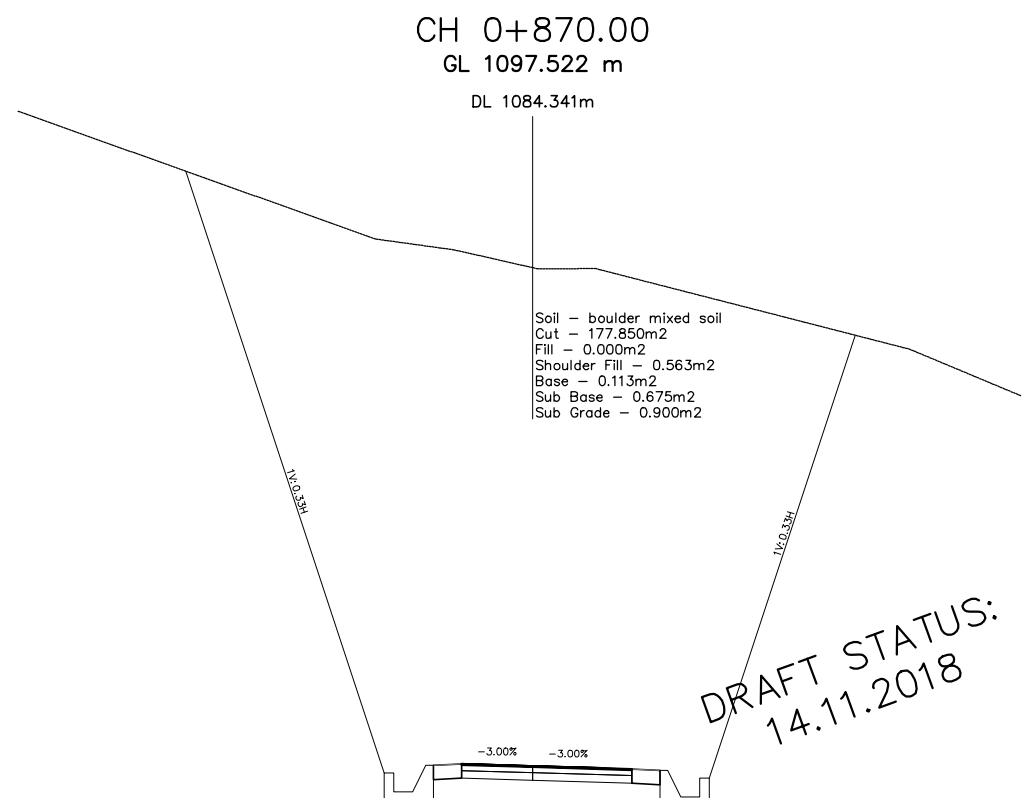 CH 0+870.00
GL 1097.522 m
DL 1084.341m
Soil – boulder mixed soil
Cut – 177.850m2
Fill – 0.000m2
Shoulder Fill – 0.563m2
Base – 0.113m2
Sub Base – 0.675m2
Sub Grade – 0.900m2
1V:0.33H
1V:0.33H
DRAFT STATUS:
14.11.2018
-3.00%
-3.00%